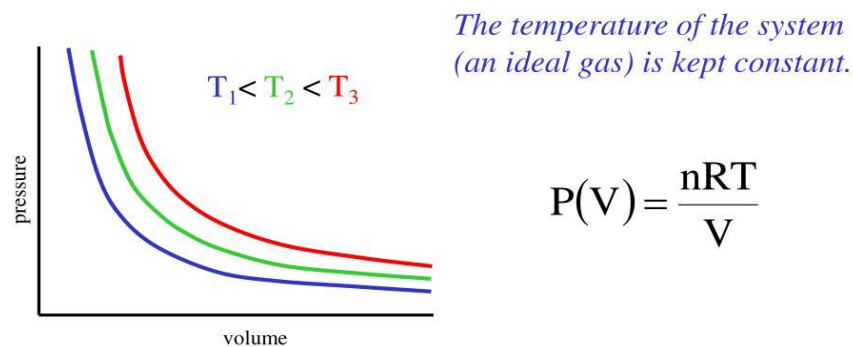 The temperature of the system
(an ideal gas) is kept constant.
T₁< T₂ < T₃
pressure
volume
P(V) = nRT/V